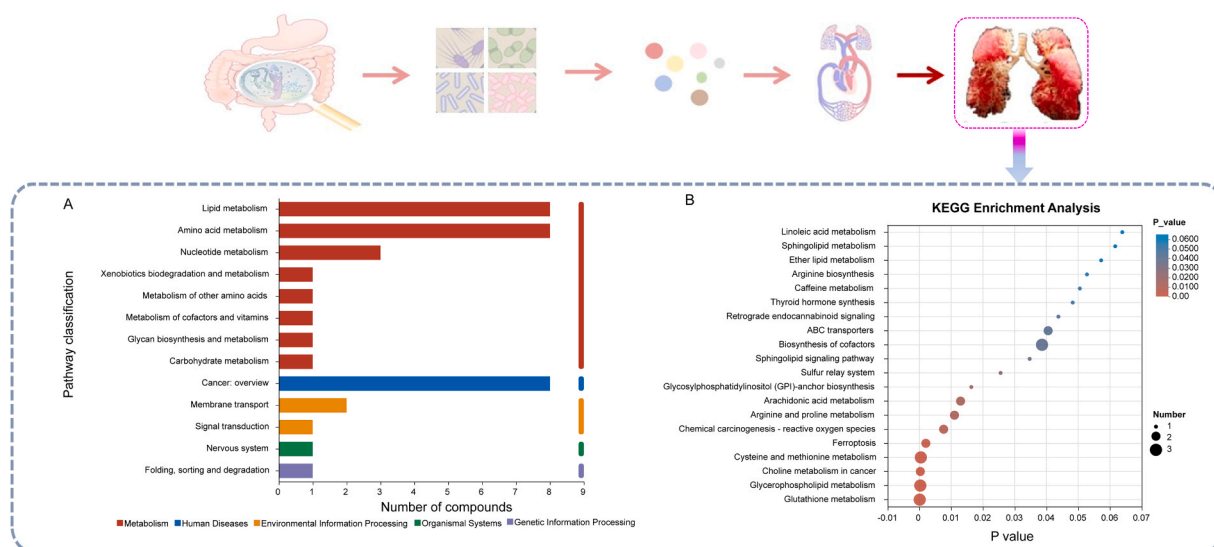 A
Pathway classification
Lipid metabolism
Amino acid metabolism
Nucleotide metabolism
Xenobiotics biodegradation and metabolism
Metabolism of other amino acids
Metabolism of cofactors and vitamins
Glycan biosynthesis and metabolism
Carbohydrate metabolism
Cancer: overview
Membrane transport
Signal transduction
Nervous system
Folding, sorting and degradation
0 1 2 3 4 5 6 7 8 9
Number of compounds
Metabolism Human Diseases Environmental Information Processing Organismal Systems Genetic Information Processing
B
KEGG Enrichment Analysis
Linoleic acid metabolism
Sphingolipid metabolism
Ether lipid metabolism
Arginine biosynthesis
Caffeine metabolism
Thyroid hormone synthesis
Retrograde endocannabinoid signaling
ABC transporters
Biosynthesis of cofactors
Sphingolipid signaling pathway
Sulfur relay system
Glycosylphosphatidylinositol (GPI)-anchor biosynthesis
Arachidonic acid metabolism
Arginine and proline metabolism
Chemical carcinogenesis - reactive oxygen species
Ferroptosis
Cysteine and methionine metabolism
Choline metabolism in cancer
Glycerophospholipid metabolism
Glutathione metabolism
-0.01 0 0.01 0.02 0.03 0.04 0.05 0.06 0.07
P value
P_value
0.0600
0.0500
0.0400
0.0300
0.0200
0.0100
0.00
Number
1
2
3